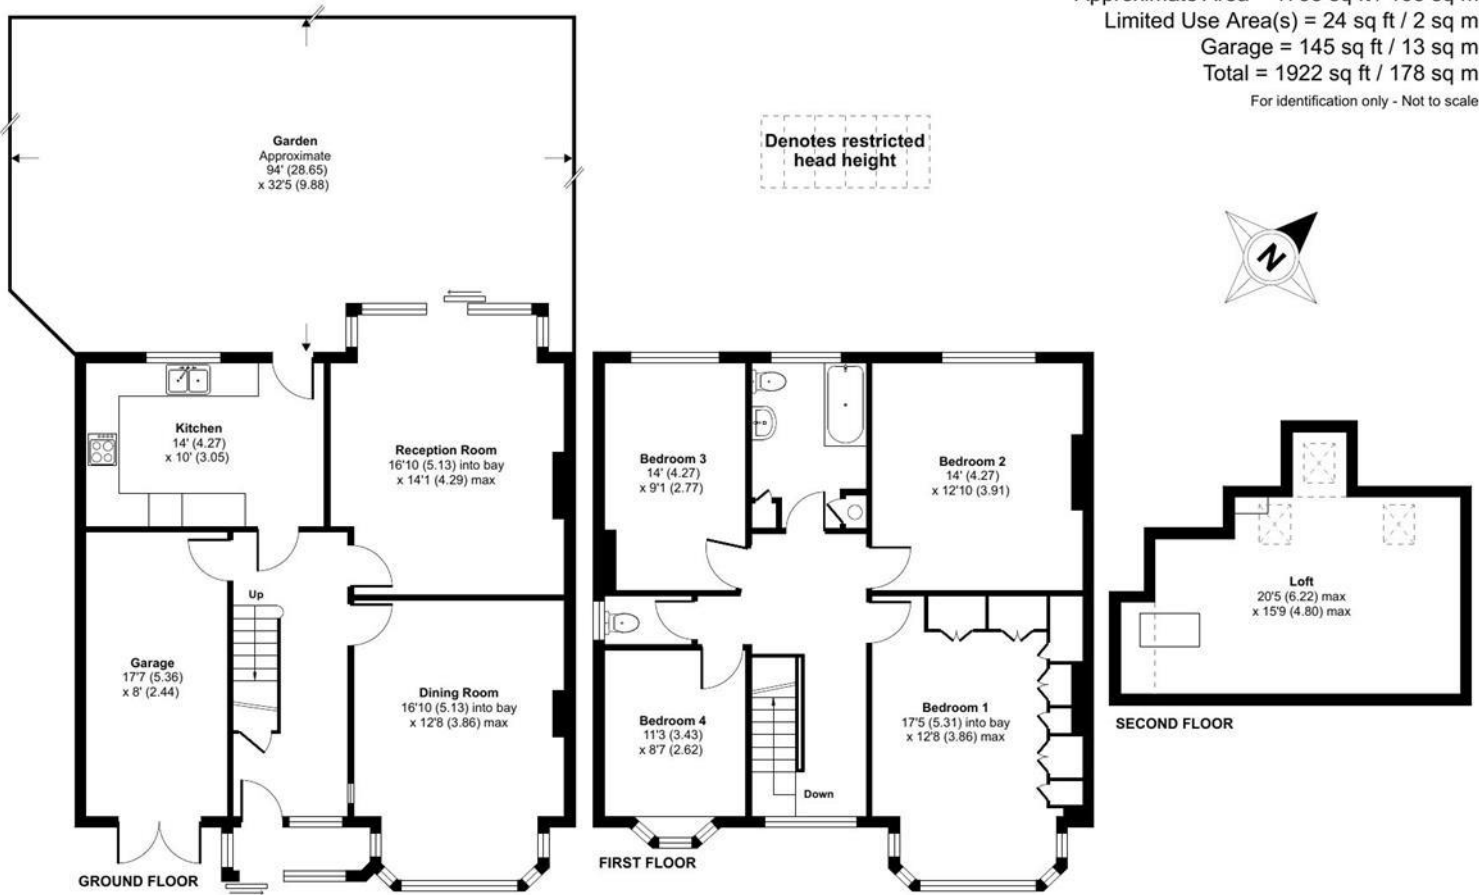 Approximate Area = sq ft / sq m
Limited Use Area(s) = 24 sq ft / 2 sq m
Garage = 145 sq ft / 13 sq m
Total = 1922 sq ft / 178 sq m
For identification only - Not to scale
Denotes restricted
head height
N
Garden
Approximate
94' (28.65)
x 32'5 (9.88)
Kitchen
14' (4.27)
x 10' (3.05)
Reception Room
16'10 (5.13) into bay
x 14'1 (4.29) max
Up
Garage
17'7 (5.36)
x 8' (2.44)
Dining Room
16'10 (5.13) into bay
x 12'8 (3.86) max
GROUND FLOOR
Bedroom 3
14' (4.27)
x 9'1 (2.77)
Bedroom 2
14' (4.27)
x 12'10 (3.91)
Bedroom 4
11'3 (3.43)
x 8'7 (2.62)
Bedroom 1
17'5 (5.31) into bay
x 12'8 (3.86) max
Down
FIRST FLOOR
Loft
20'5 (6.22) max
x 15'9 (4.80) max
SECOND FLOOR